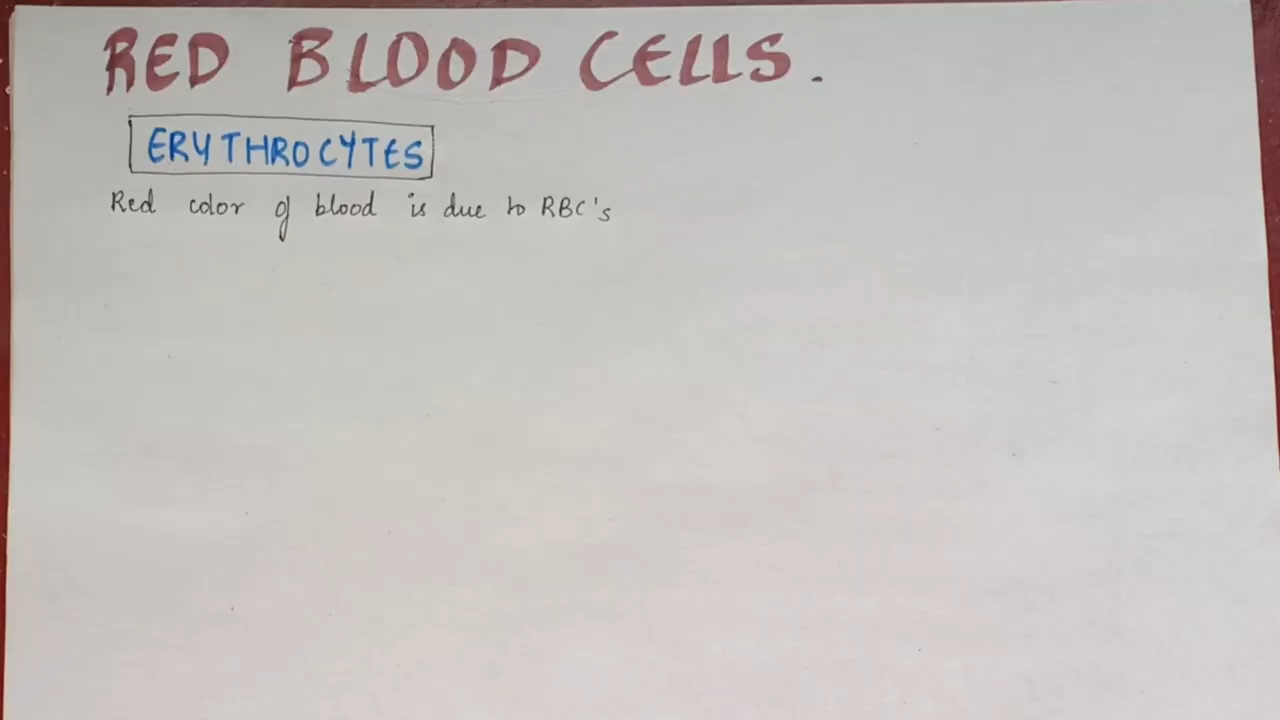 RED BLOOD CELLS.
ERYTHROCYTES
Red color of blood is due to RBC's